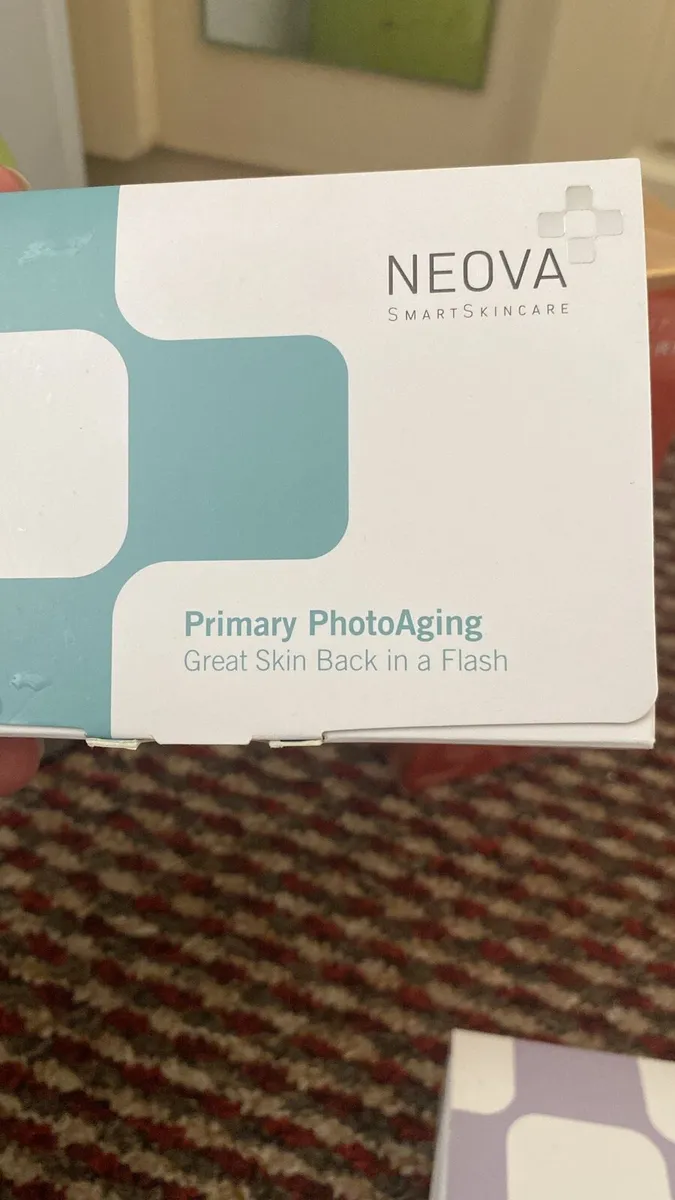 NEOVA
SMARTSKINCARE
Primary PhotoAging
Great Skin Back in a Flash